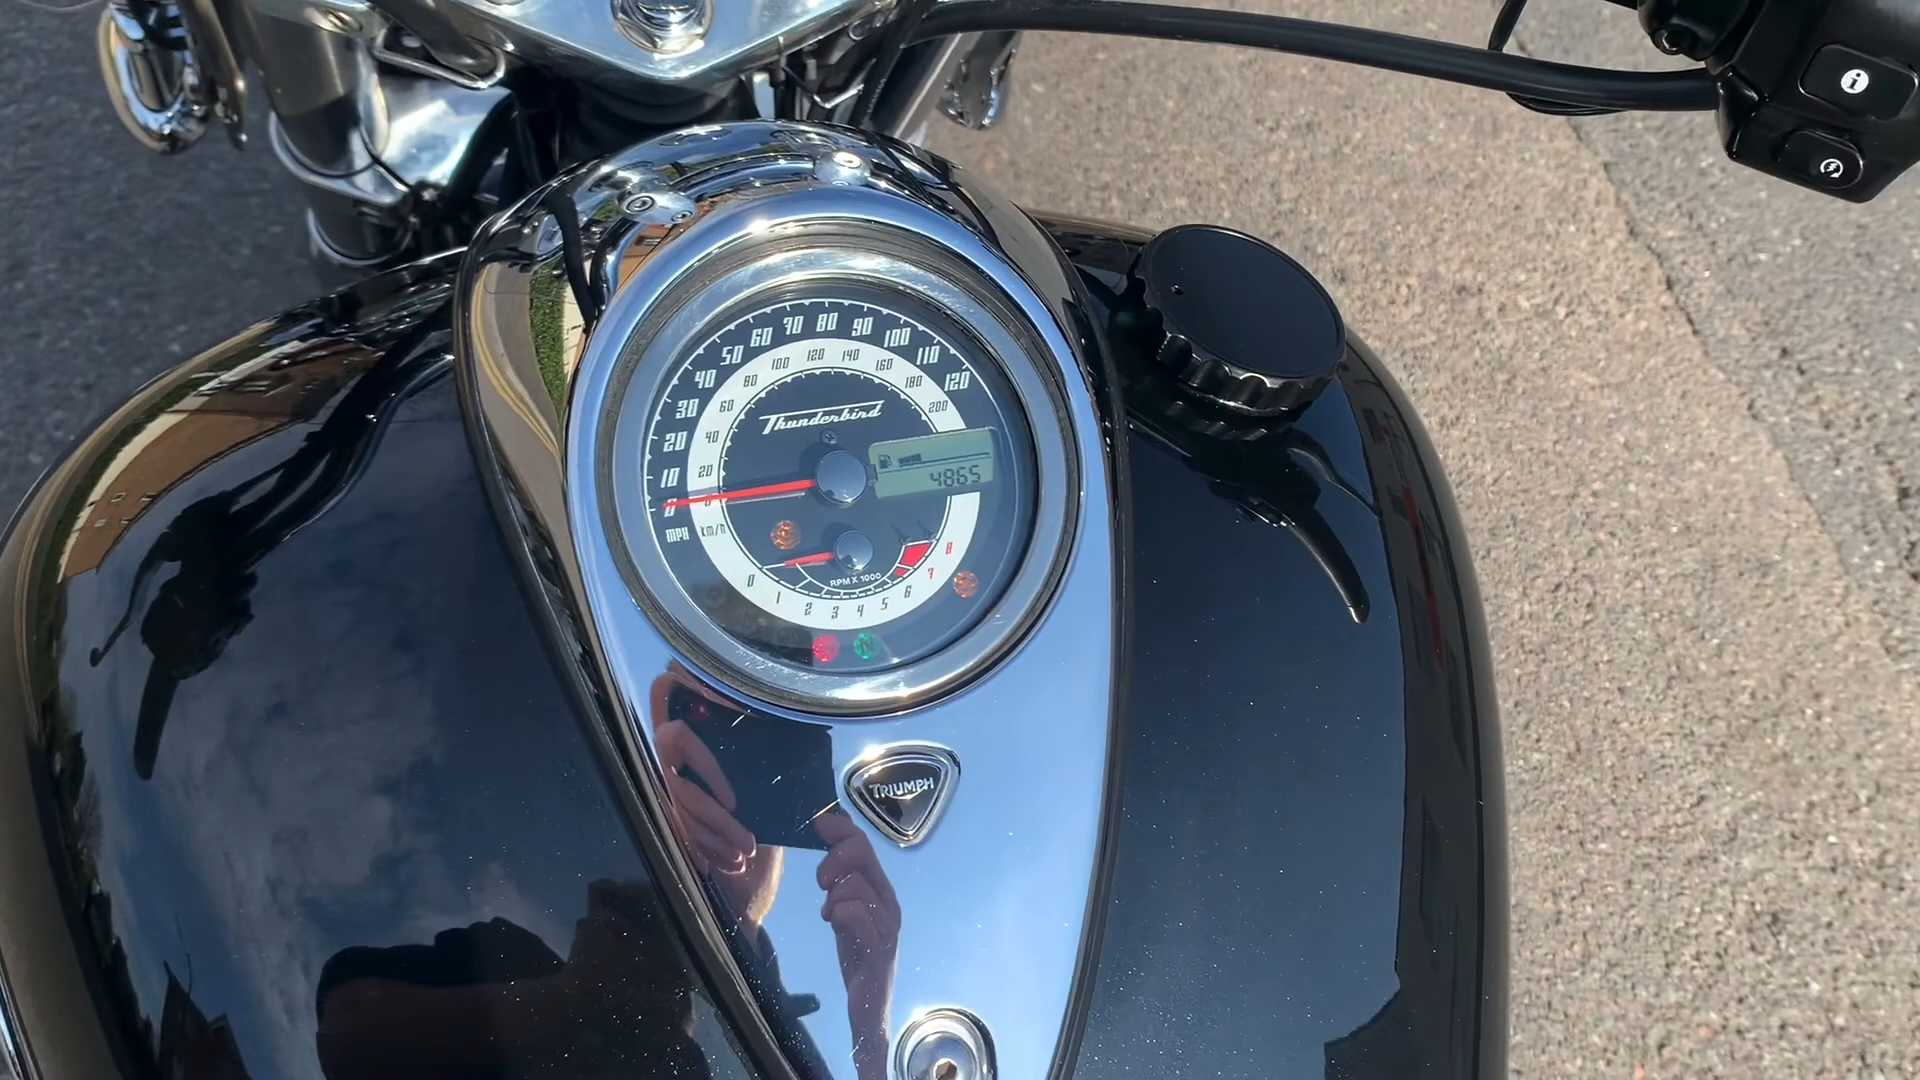 i
50 60 70 80 90 100 110 120
40
30
20
10
0
MPH
20 40 60 80 100 120 140 160 180 200
km/h
Thunderbird
4865
0 1 2 3 4 5 6 7 8
RPM X 1000
N
TRIUMPH